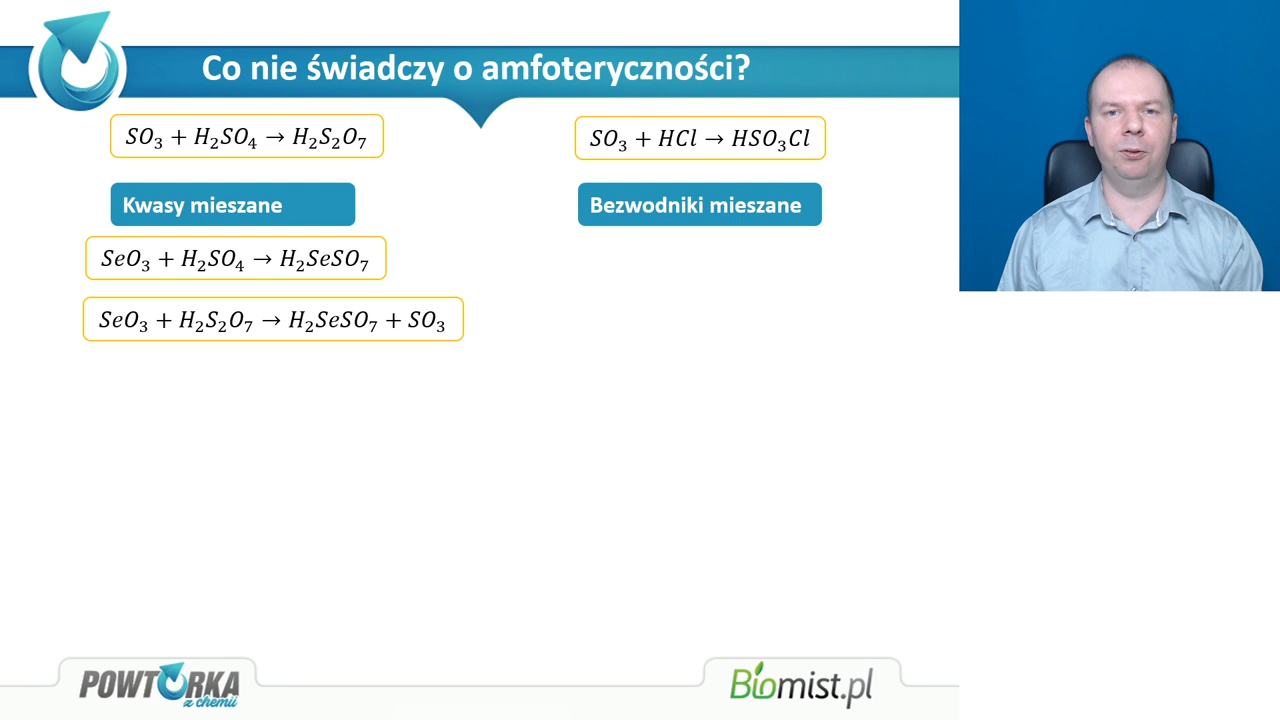 Co nie świadczy o amfoteryczności?
SO₃ + H₂SO₄ → H₂S₂O₇
SO₃ + HCl → HSO₃Cl
Kwasy mieszane
Bezwodniki mieszane
SeO₃ + H₂SO₄ → H₂SeSO₇
SeO₃ + H₂S₂O₇ → H₂SeSO₇ + SO₃
POWTÓRKA
z chemii
Biomist.pl